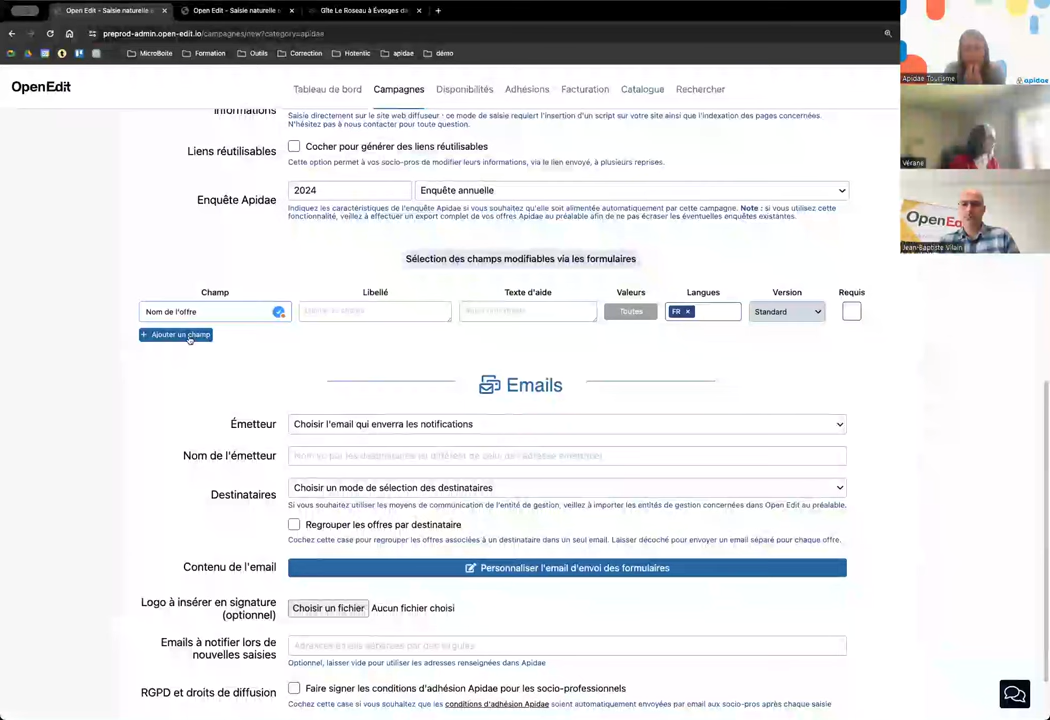 Open Edit - Saisie naturelle e
Open Edit - Saisie naturelle e
Gîte Le Roseau à Évosges da
preprod-admin.open-edit.io/campagnes/new?category=apidae
MicroBoite
Formation
Outils
Correction
Hotentic
apidae
démo
OpenEdit
Tableau de bord
Campagnes
Disponibilités
Adhésions
Facturation
Catalogue
Rechercher
Apidae Tourisme
apidae
Vérane
OpenEd
Jean-Baptiste Vilain
informations
Saisie directement sur le site web diffuseur : ce mode de saisie requiert l'insertion d'un script sur votre site ainsi que l'indexation des pages concernées.
N'hésitez pas à nous contacter pour toute question.
Liens réutilisables
Cocher pour générer des liens réutilisables
Cette option permet à vos socio-pros de modifier leurs informations, via le lien envoyé, à plusieurs reprises.
Enquête Apidae
2024
Enquête annuelle
Indiquez les caractéristiques de l'enquête Apidae si vous souhaitez qu'elle soit alimentée automatiquement par cette campagne. Note : si vous utilisez cette
fonctionnalité, veillez à effectuer un export complet de vos offres Apidae au préalable afin de ne pas écraser les éventuelles enquêtes existantes.
Sélection des champs modifiables via les formulaires
Champ
Libellé
Texte d'aide
Valeurs
Langues
Version
Requis
Nom de l'offre
Toutes
FR ×
Standard
+ Ajouter un champ
Emails
Émetteur
Choisir l'email qui enverra les notifications
Nom de l'émetteur
Destinataires
Choisir un mode de sélection des destinataires
Si vous souhaitez utiliser les moyens de communication de l'entité de gestion, veillez à importer les entités de gestion concernées dans Open Edit au préalable.
Regrouper les offres par destinataire
Cochez cette case pour regrouper les offres associées à un destinataire dans un seul email. Laisser décoché pour envoyer un email séparé pour chaque offre.
Contenu de l'email
Personnaliser l'email d'envoi des formulaires
Logo à insérer en signature
(optionnel)
Choisir un fichier
Aucun fichier choisi
Emails à notifier lors de
nouvelles saisies
Optionnel, laisser vide pour utiliser les adresses renseignées dans Apidae
RGPD et droits de diffusion
Faire signer les conditions d'adhésion Apidae pour les socio-professionnels
Cochez cette case si vous souhaitez que les conditions d'adhésion Apidae soient automatiquement envoyées par email aux socio-pros après chaque saisie